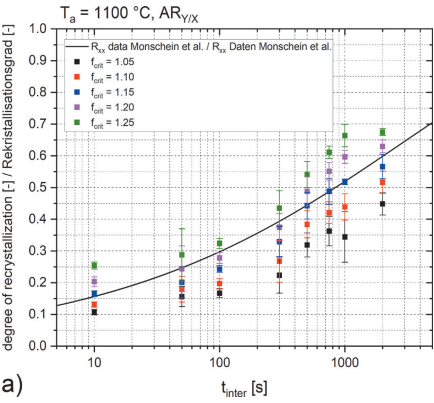 T_a = 1100 °C, AR_Y/X
R_xx data Monschein et al. / R_xx Daten Monschein et al.
f_crit = 1.05
f_crit = 1.10
f_crit = 1.15
f_crit = 1.20
f_crit = 1.25
degree of recrystallization [-] / Rekristallisationsgrad [-]
1.0
0.9
0.8
0.7
0.6
0.5
0.4
0.3
0.2
0.1
0.0
10
100
1000
t_inter [s]
a)